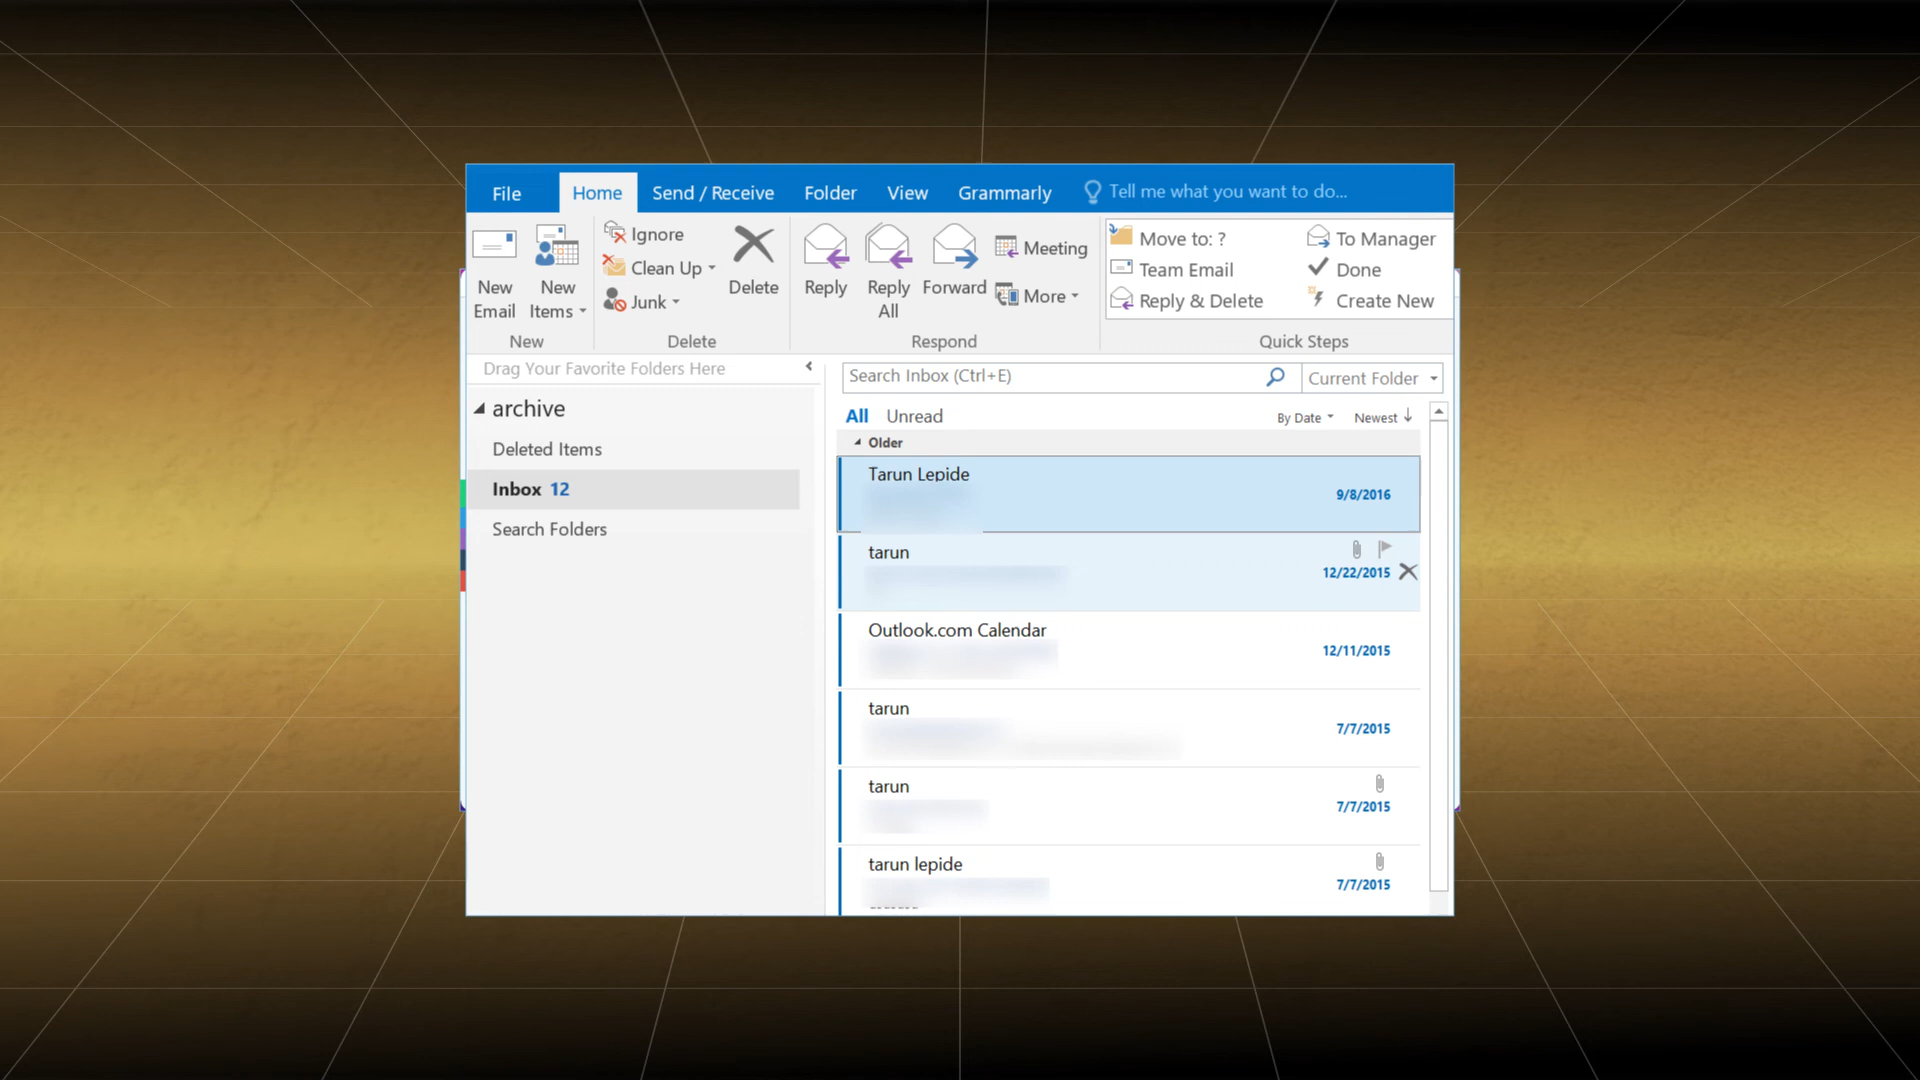 File Home Send / Receive Folder View Grammarly Tell me what you want to do...
New Email
New Items
Ignore
Clean Up
Junk
Delete
Reply
Reply All
Forward
Meeting
More
Move to: ?
Team Email
Reply & Delete
To Manager
Done
Create New
New Delete Respond Quick Steps
Drag Your Favorite Folders Here
archive
Deleted Items
Inbox 12
Search Folders
Search Inbox (Ctrl+E) Current Folder
All Unread By Date Newest
Older
Tarun Lepide
9/8/2016
tarun
12/22/2015
Outlook.com Calendar
12/11/2015
tarun
7/7/2015
tarun
7/7/2015
tarun lepide
7/7/2015